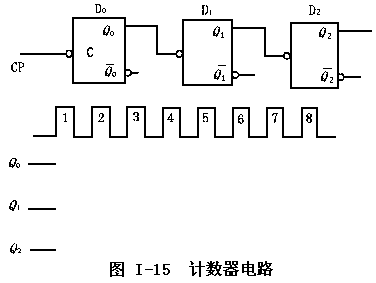 D₀ D₁ D₂
Q₀ Q₁ Q₂
CP C
Q̅₀ Q̅₁ Q̅₂
1 2 3 4 5 6 7 8
Q₀
Q₁
Q₂
图 I-15 计数器电路